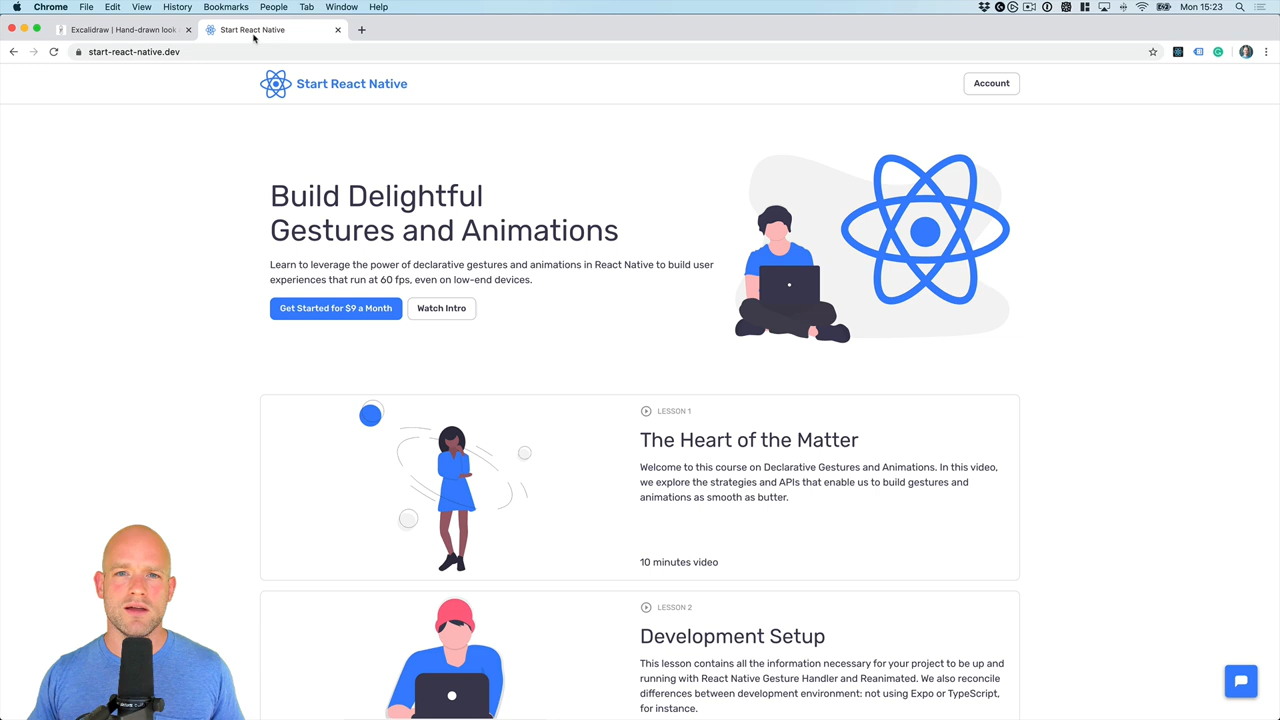 Chrome File Edit View History Bookmarks People Tab Window Help Mon 15:23
Excalidraw | Hand-drawn look Start React Native
start-react-native.dev
Start React Native
Account
Build Delightful
Gestures and Animations
Learn to leverage the power of declarative gestures and animations in React Native to build user
experiences that run at 60 fps, even on low-end devices.
Get Started for $9 a Month Watch Intro
LESSON 1
The Heart of the Matter
Welcome to this course on Declarative Gestures and Animations. In this video,
we explore the strategies and APIs that enable us to build gestures and
animations as smooth as butter.
10 minutes video
LESSON 2
Development Setup
This lesson contains all the information necessary for your project to be up and
running with React Native Gesture Handler and Reanimated. We also reconcile
differences between development environment: not using Expo or TypeScript,
for instance.